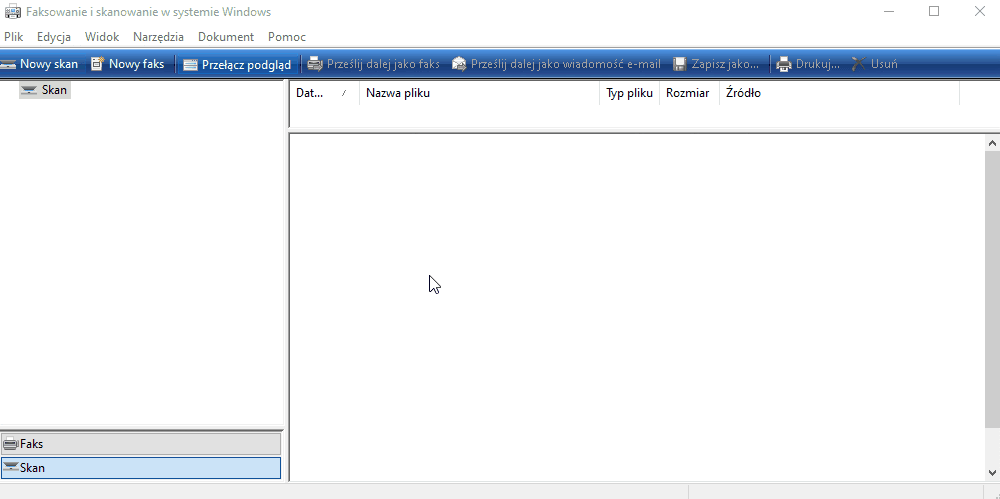 Faksowanie i skanowanie w systemie Windows
Plik Edycja Widok Narzędzia Dokument Pomoc
Nowy skan Nowy faks Przełącz podgląd Prześlij dalej jako faks Prześlij dalej jako wiadomość e-mail Zapisz jako... Drukuj... Usuń
Skan
Dat... Nazwa pliku Typ pliku Rozmiar Źródło
Faks
Skan